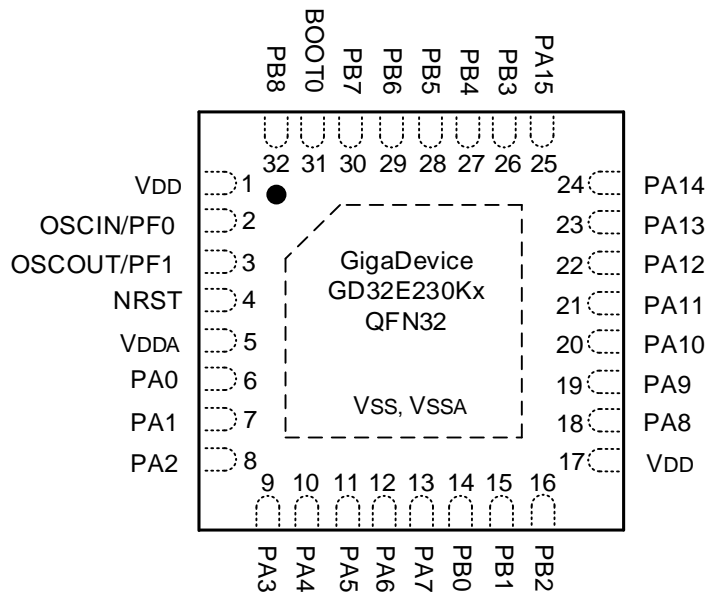 PB8
BOOT0
PB7
PB6
PB5
PB4
PB3
PA15
32
31
30
29
28
27
26
25
VDD
1
OSCIN/PF0
2
OSCOUT/PF1
3
NRST
4
VDDA
5
PA0
6
PA1
7
PA2
8
GigaDevice
GD32E230Kx
QFN32
VSS, VSSA
24
PA14
23
PA13
22
PA12
21
PA11
20
PA10
19
PA9
18
PA8
17
VDD
9
10
11
12
13
14
15
16
PA3
PA4
PA5
PA6
PA7
PB0
PB1
PB2